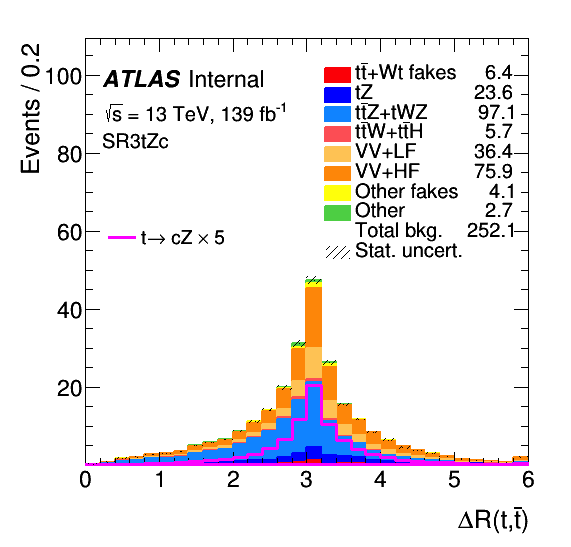 Events / 0.2
100
80
60
40
20
ATLAS Internal
√s = 13 TeV, 139 fb⁻¹
SR3tZc
t→ cZ × 5
tt̄+Wt fakes 6.4
tZ 23.6
tt̄Z+tWZ 97.1
tt̄W+tt̄H 5.7
VV+LF 36.4
VV+HF 75.9
Other fakes 4.1
Other 2.7
Total bkg. 252.1
Stat. uncert.
0 1 2 3 4 5 6
ΔR(t,t̄)